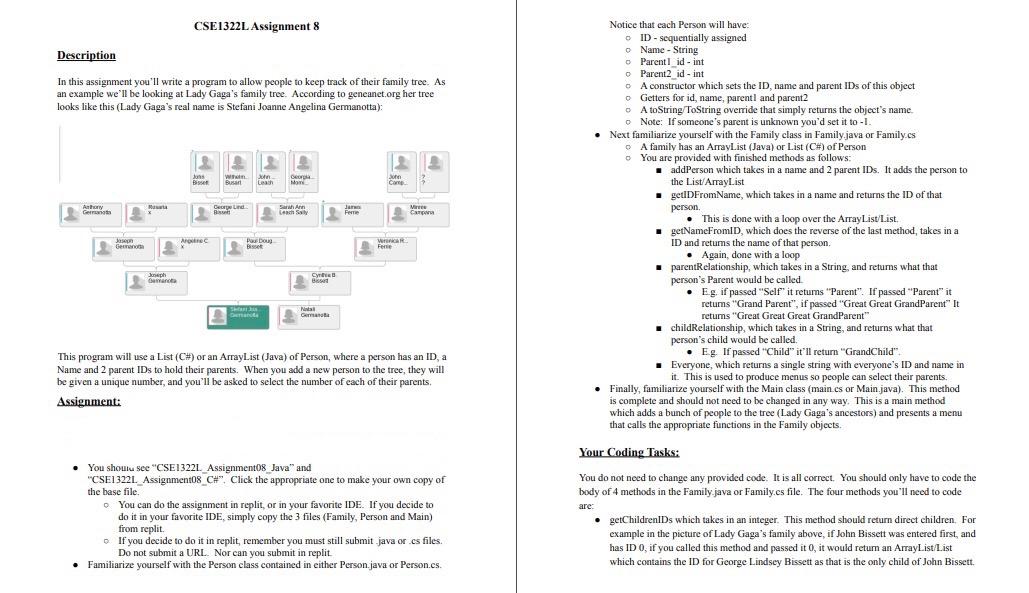 CSE1322L Assignment 8
Description
In this assignment you'll write a program to allow people to keep track of their family tree. As
an example we'll be looking at Lady Gaga's family tree. According to geneanet.org her tree
looks like this (Lady Gaga's real name is Stefani Joanne Angelina Germanotta):
John
Bissett
Wilhelm...
Busart
John ...
Leach
Georgia...
Morni...
John
Camp...
?
?
Anthony
Germanotta
Rosaria
x
George Lind...
Bissett
Sarah Ann
Leach Sally
James
Ferrie
Minnie
Campana
Joseph
Germanotta
Angeline C.
x
Paul Doug...
Bissett
Veronica R...
Ferrie
Joseph
Germanotta
Cynthia B.
Bissett
Stefani Joa...
Germanotta
Natali
Germanotta
This program will use a List (C#) or an ArrayList (Java) of Person, where a person has an ID, a
Name and 2 parent IDs to hold their parents. When you add a new person to the tree, they will
be given a unique number, and you'll be asked to select the number of each of their parents.
Assignment:
• You should see "CSE1322L_Assignment08_Java" and
"CSE1322L_Assignment08_C#". Click the appropriate one to make your own copy of
the base file.
○ You can do the assignment in replit, or in your favorite IDE. If you decide to
do it in your favorite IDE, simply copy the 3 files (Family, Person and Main)
from replit.
○ If you decide to do it in replit, remember you must still submit .java or .cs files.
Do not submit a URL. Nor can you submit in replit.
• Familiarize yourself with the Person class contained in either Person.java or Person.cs.
Notice that each Person will have:
○ ID - sequentially assigned
○ Name - String
○ Parent1_id - int
○ Parent2_id - int
○ A constructor which sets the ID, name and parent IDs of this object
○ Getters for id, name, parent1 and parent2
○ A toString/ToString override that simply returns the object's name.
○ Note: If someone's parent is unknown you'd set it to -1.
• Next familiarize yourself with the Family class in Family.java or Family.cs
○ A family has an ArrayList (Java) or List (C#) of Person
○ You are provided with finished methods as follows:
■ addPerson which takes in a name and 2 parent IDs. It adds the person to
the List/ArrayList
■ getIDFromName, which takes in a name and returns the ID of that
person.
• This is done with a loop over the ArrayList/List.
■ getNameFromID, which does the reverse of the last method, takes in a
ID and returns the name of that person.
• Again, done with a loop
■ parentRelationship, which takes in a String, and returns what that
person's Parent would be called.
• E.g. if passed "Self" it returns "Parent". If passed "Parent" it
returns "Grand Parent", if passed "Great Great GrandParent" It
returns "Great Great Great GrandParent"
■ childRelationship, which takes in a String, and returns what that
person's child would be called.
• E.g. If passed "Child" it'll return "GrandChild".
■ Everyone, which returns a single string with everyone's ID and name in
it. This is used to produce menus so people can select their parents.
• Finally, familiarize yourself with the Main class (main.cs or Main.java). This method
is complete and should not need to be changed in any way. This is a main method
which adds a bunch of people to the tree (Lady Gaga's ancestors) and presents a menu
that calls the appropriate functions in the Family objects.
Your Coding Tasks:
You do not need to change any provided code. It is all correct. You should only have to code the
body of 4 methods in the Family.java or Family.cs file. The four methods you'll need to code
are:
• getChildrenIDs which takes in an integer. This method should return direct children. For
example in the picture of Lady Gaga's family above, if John Bissett was entered first, and
has ID 0, if you called this method and passed it 0, it would return an ArrayList/List
which contains the ID for George Lindsey Bissett as that is the only child of John Bissett.